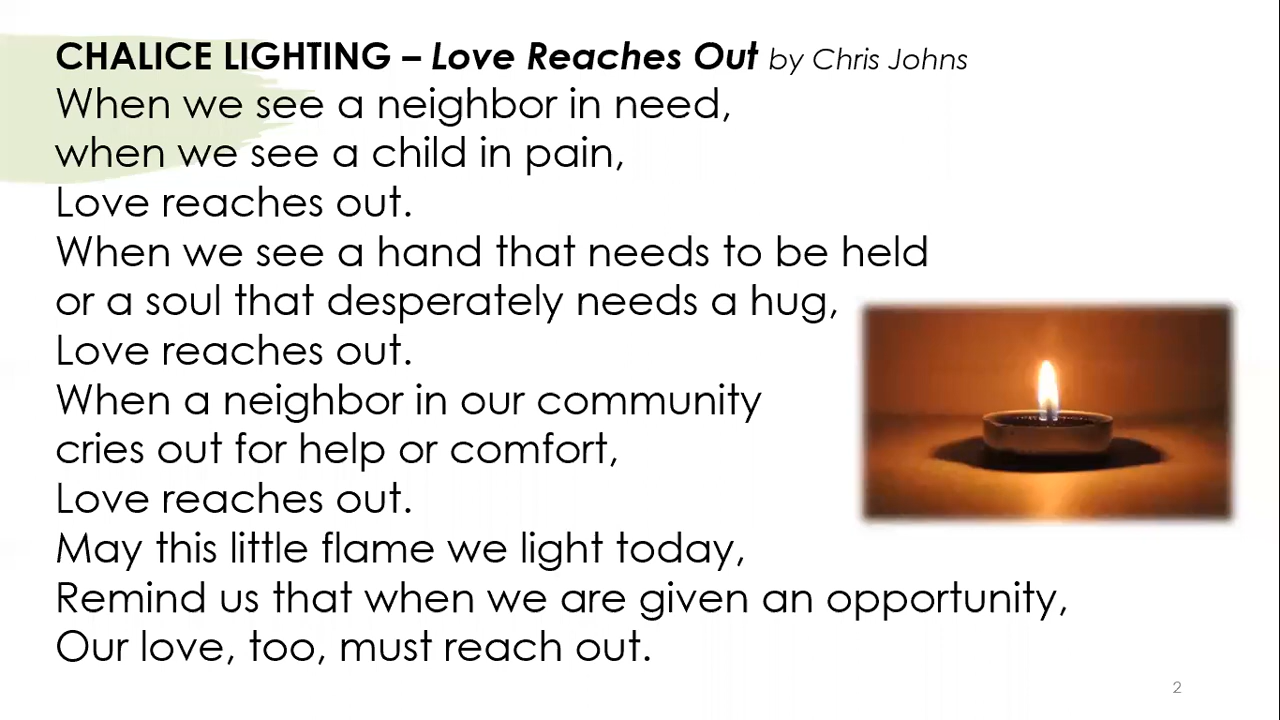 CHALICE LIGHTING – Love Reaches Out by Chris Johns
When we see a neighbor in need,
when we see a child in pain,
Love reaches out.
When we see a hand that needs to be held
or a soul that desperately needs a hug,
Love reaches out.
When a neighbor in our community
cries out for help or comfort,
Love reaches out.
May this little flame we light today,
Remind us that when we are given an opportunity,
Our love, too, must reach out.
2